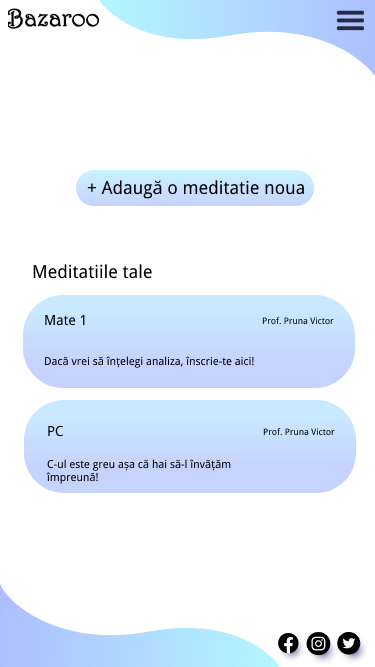 Bazaroo
+ Adaugă o meditatie noua
Meditatiile tale
Mate 1
Prof. Pruna Victor
Dacă vrei să înțelegi analiza, înscrie-te aici!
PC
Prof. Pruna Victor
C-ul este greu așa că hai să-l învățăm
împreună!